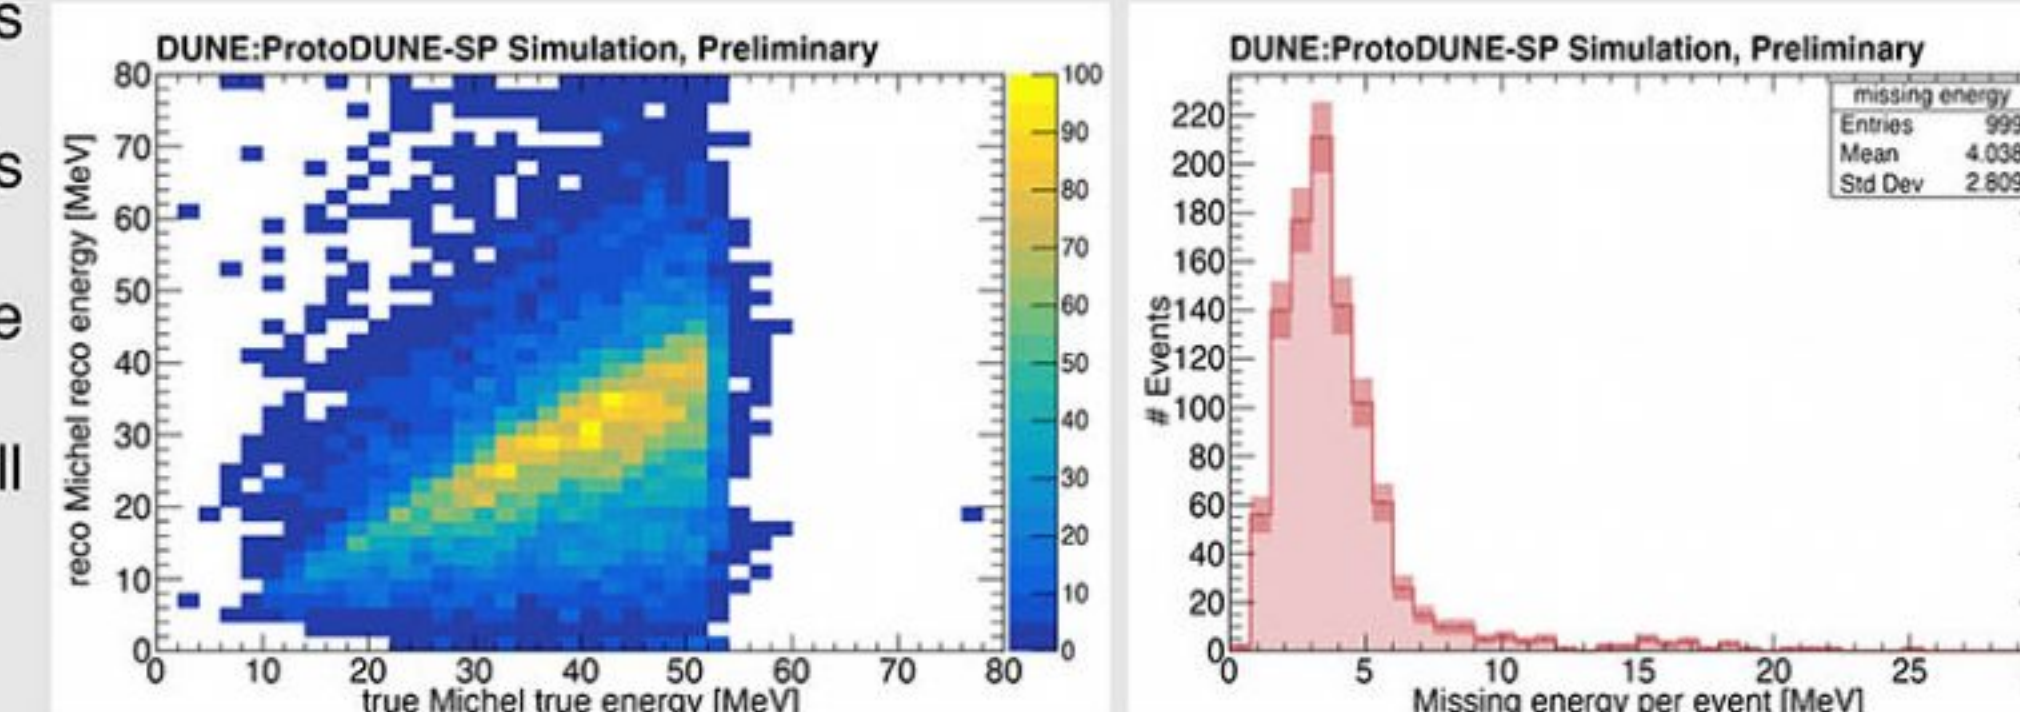 s
s
e
ll
DUNE:ProtoDUNE-SP Simulation, Preliminary
reco Michel reco energy [MeV]
80
70
60
50
40
30
20
10
0
0 10 20 30 40 50 60 70 80
true Michel true energy [MeV]
100
90
80
70
60
50
40
30
20
10
0
DUNE:ProtoDUNE-SP Simulation, Preliminary
# Events
220
200
180
160
140
120
100
80
60
40
20
0
0 5 10 15 20 25
Missing energy per event [MeV]
missing energy
Entries 999
Mean 4.038
Std Dev 2.809